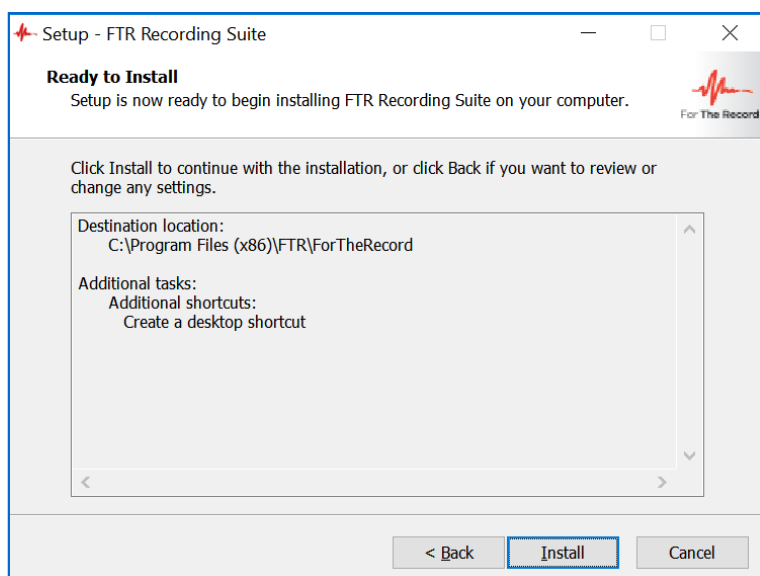 Setup - FTR Recording Suite
Ready to Install
Setup is now ready to begin installing FTR Recording Suite on your computer.
For The Record
Click Install to continue with the installation, or click Back if you want to review or
change any settings.
Destination location:
C:\Program Files (x86)\FTR\ForTheRecord
Additional tasks:
Additional shortcuts:
Create a desktop shortcut
< Back
Install
Cancel